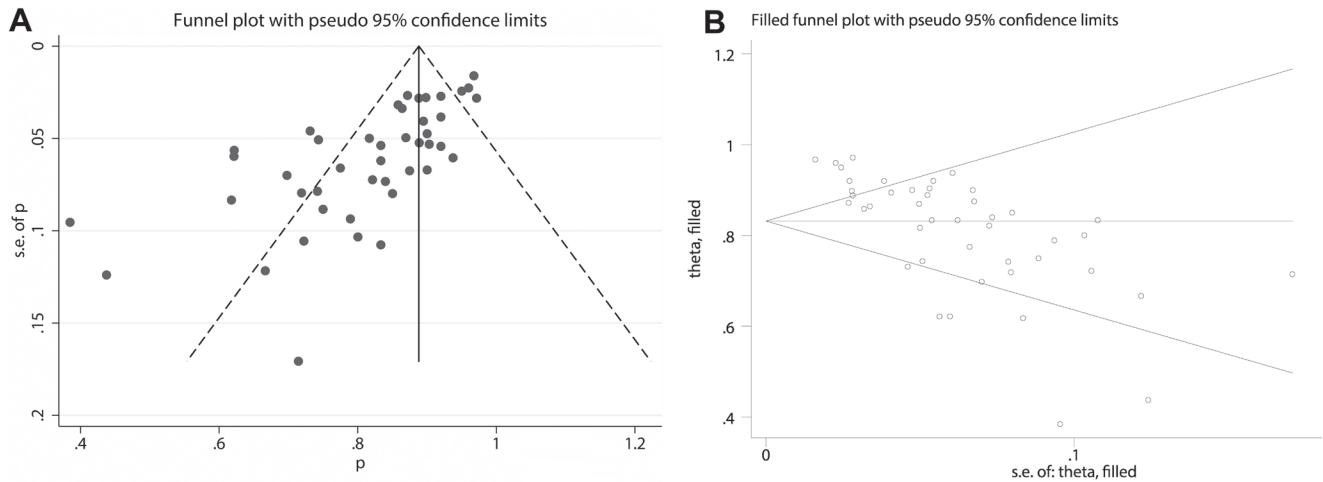 A
Funnel plot with pseudo 95% confidence limits
0
.05
.1
.15
.2
s.e. of p
.4
.6
.8
1
1.2
p
B
Filled funnel plot with pseudo 95% confidence limits
1.2
1
.8
.6
.4
theta, filled
0
.1
s.e. of: theta, filled